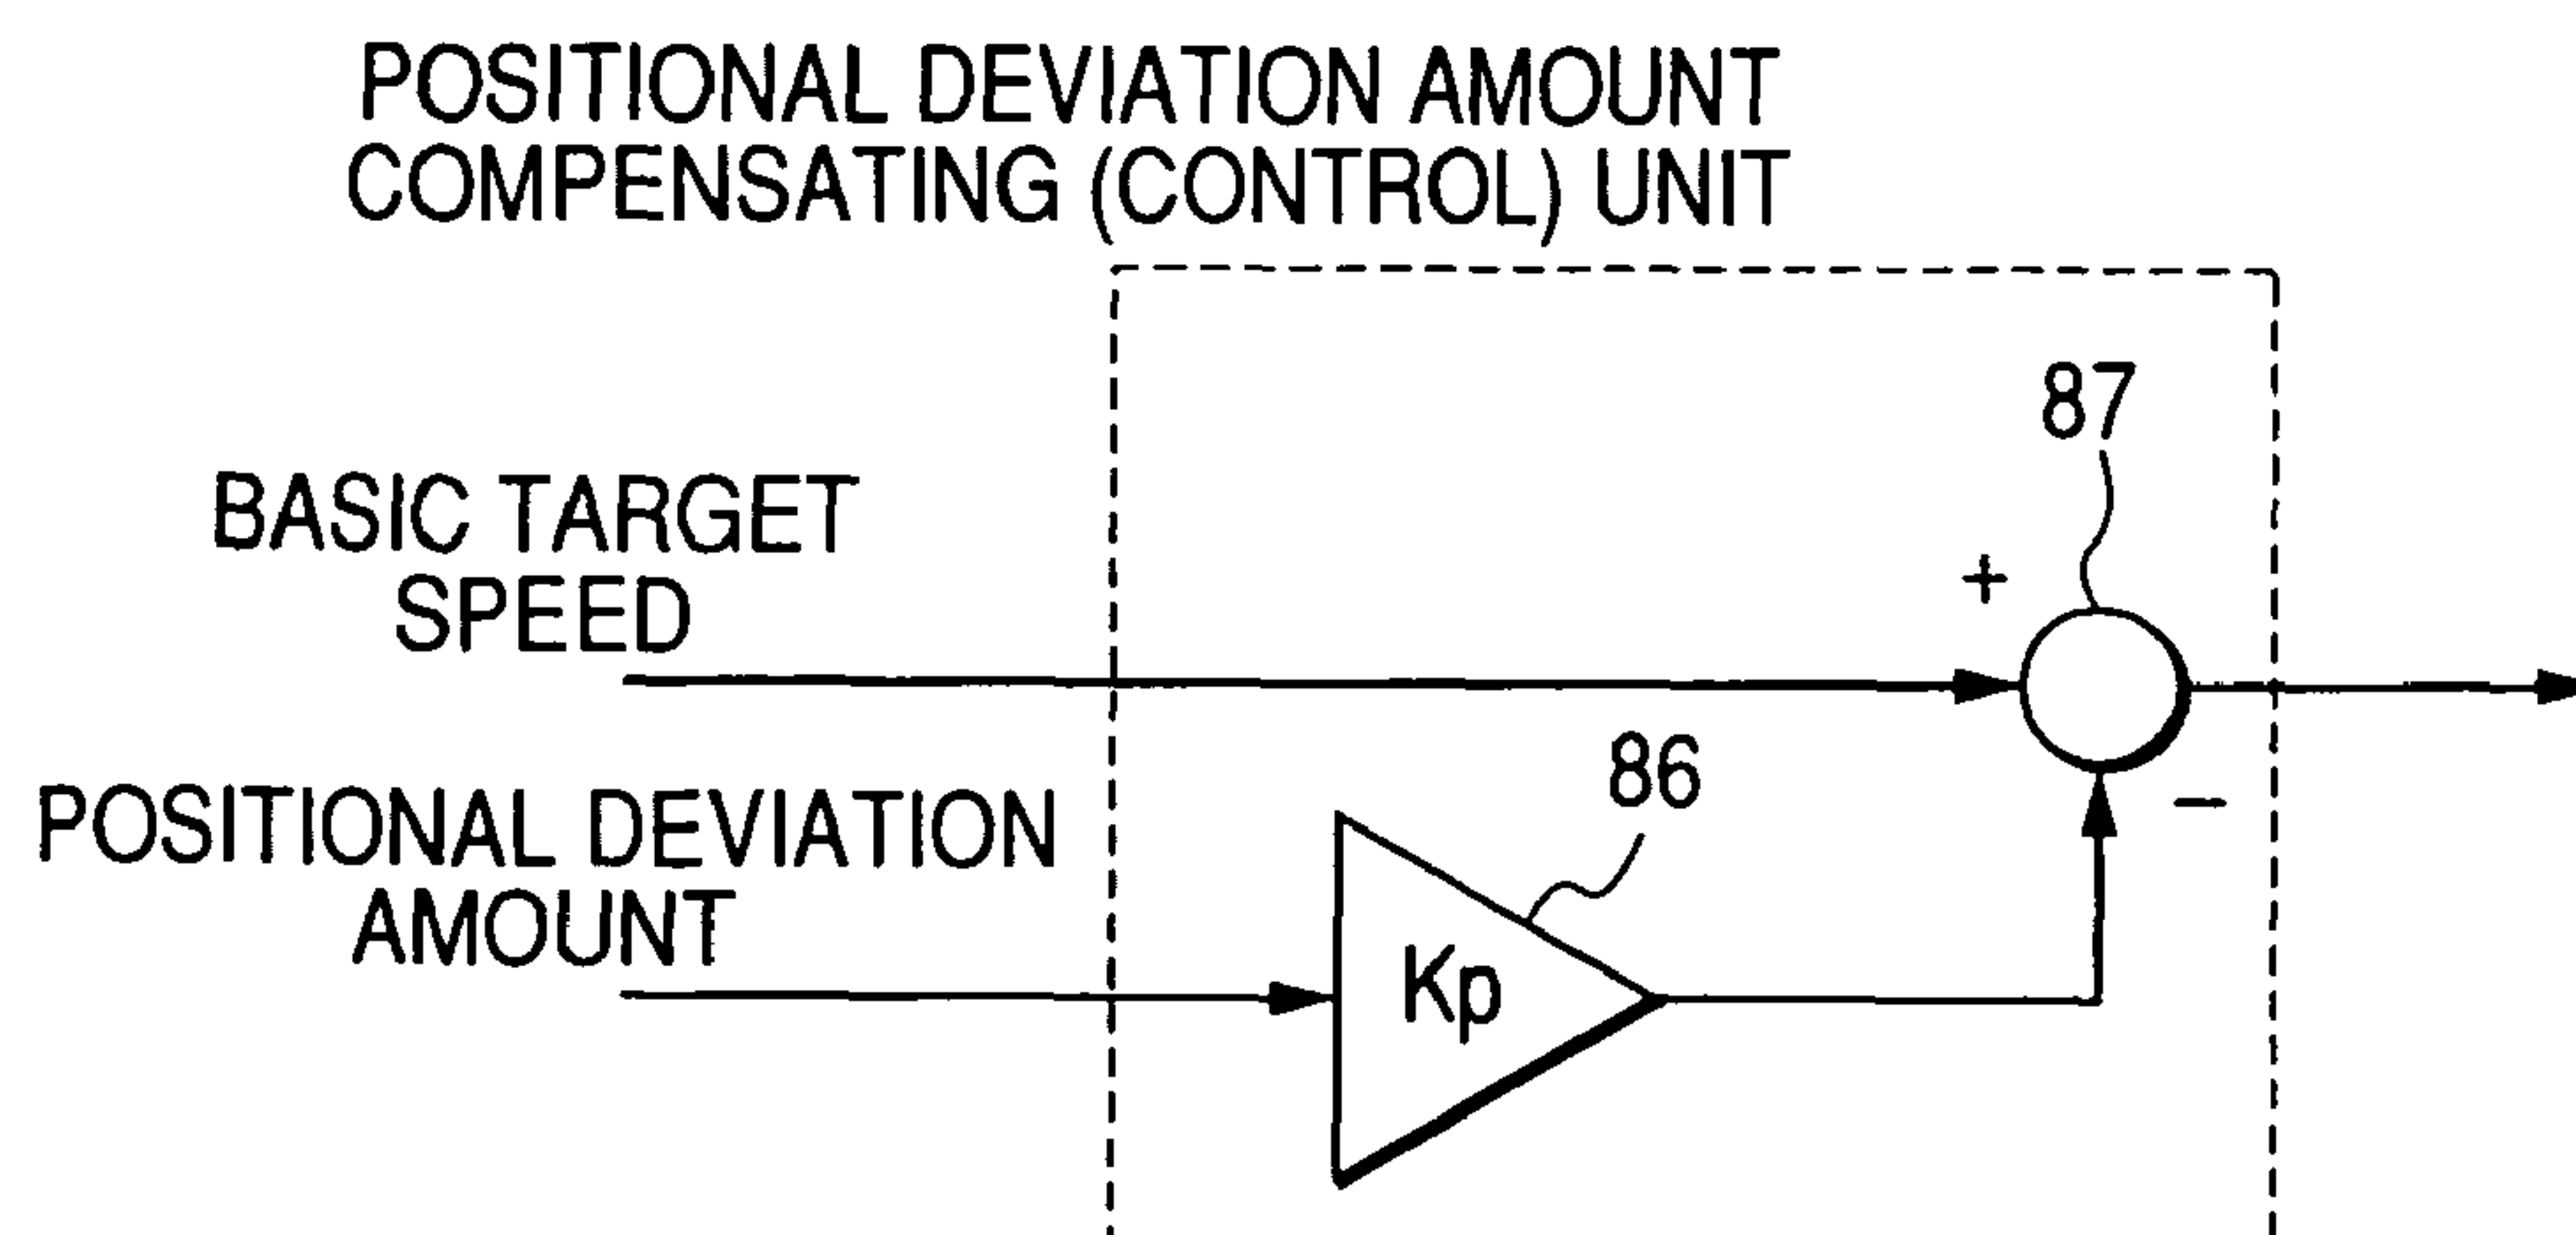 POSITIONAL DEVIATION AMOUNT
COMPENSATING (CONTROL) UNIT
87
BASIC TARGET
SPEED
+
86
POSITIONAL DEVIATION
AMOUNT
−
Kp